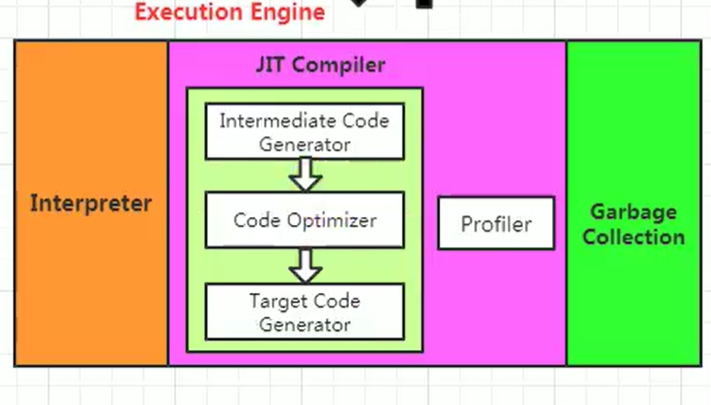 Execution Engine
JIT Compiler
Intermediate Code
Generator
Interpreter
Code Optimizer
Profiler
Garbage
Collection
Target Code
Generator